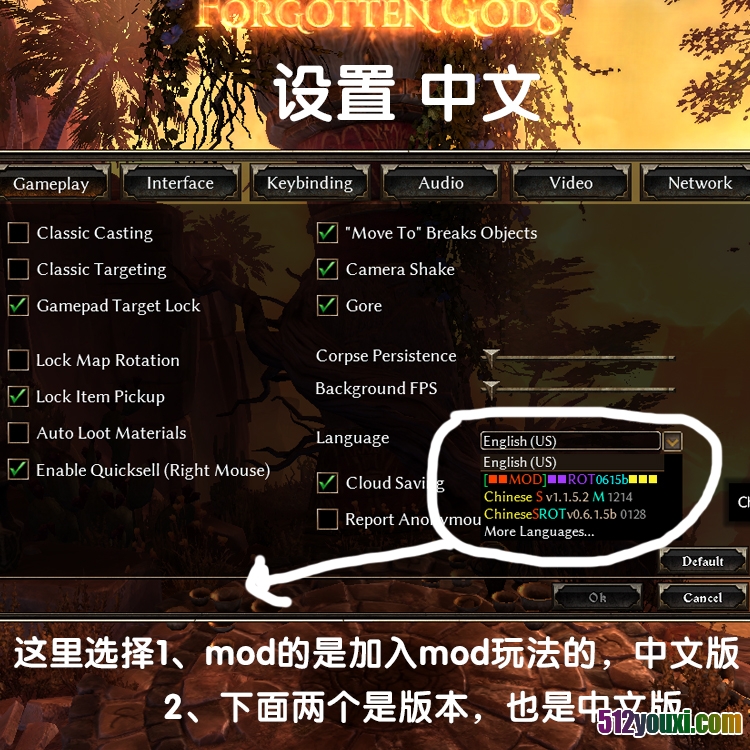 FORGOTTEN GODS
设置 中文
Gameplay Interface Keybinding Audio Video Network
Classic Casting
"Move To" Breaks Objects
Classic Targeting
Camera Shake
Gamepad Target Lock
Gore
Lock Map Rotation
Corpse Persistence
Lock Item Pickup
Background FPS
Auto Loot Materials
Language
English (US)
English (US)
Enable Quicksell (Right Mouse)
Cloud Saving
[■■MOD]■■ROT0615b■■■
Chinese S v1.1.5.2 M 1214
ChineseSROTv0.6.1.5b 0128
Report Anonymou
More Languages...
Ch
Default
Ok
Cancel
这里选择1、mod的是加入mod玩法的，中文版
2、下面两个是版本，也是中文版
512youxi.com